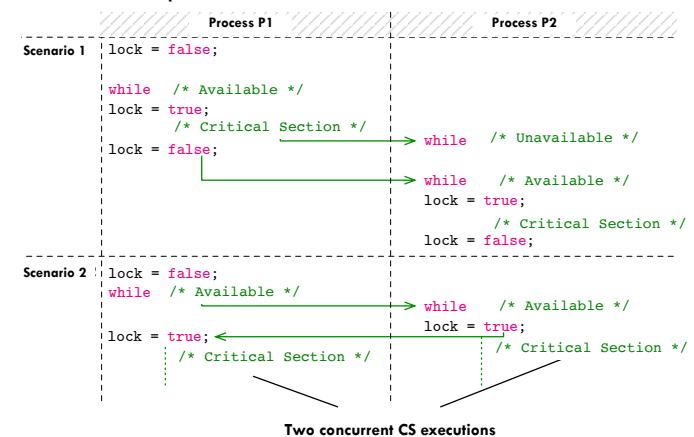 Process P1 Process P2
Scenario 1 lock = false;
while /* Available */
lock = true;
/* Critical Section */
while /* Unavailable */
lock = false;
while /* Available */
lock = true;
/* Critical Section */
lock = false;
Scenario 2 lock = false;
while /* Available */
while /* Available */
lock = true;
lock = true;
/* Critical Section */
/* Critical Section */
Two concurrent CS executions